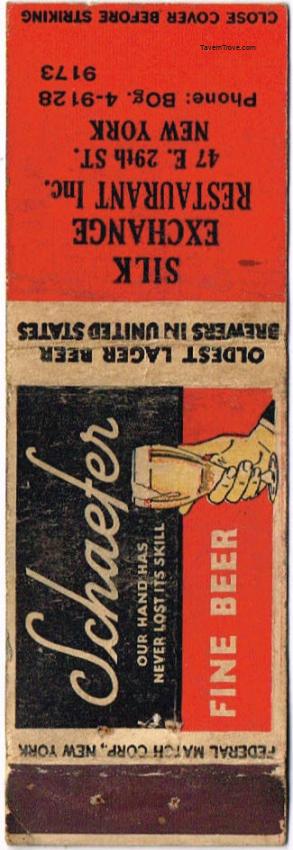 CLOSE COVER BEFORE STRIKING
TavernTrove.com
SILK
EXCHANGE
RESTAURANT Inc.
47 E. 29th ST.
NEW YORK
Phone: BOg. 4-9128
9173
OLDEST LAGER BEER
BREWERS IN UNITED STATES
Schaefer
OUR HAND HAS
NEVER LOST ITS SKILL
FINE BEER
FEDERAL MATCH CORP., NEW YORK